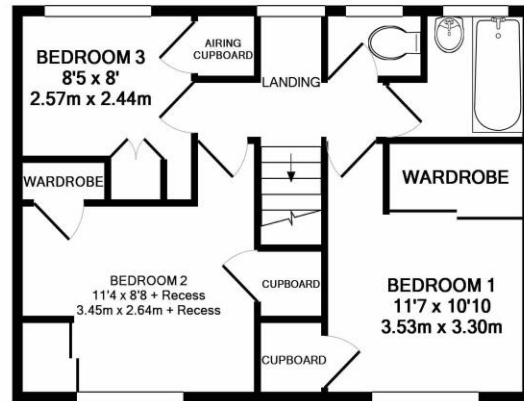 BEDROOM 3
8'5 x 8'
2.57m x 2.44m
AIRING
CUPBOARD
LANDING
WARDROBE
WARDROBE
BEDROOM 2
11'4 x 8'8 + Recess
3.45m x 2.64m + Recess
CUPBOARD
BEDROOM 1
11'7 x 10'10
3.53m x 3.30m
CUPBOARD